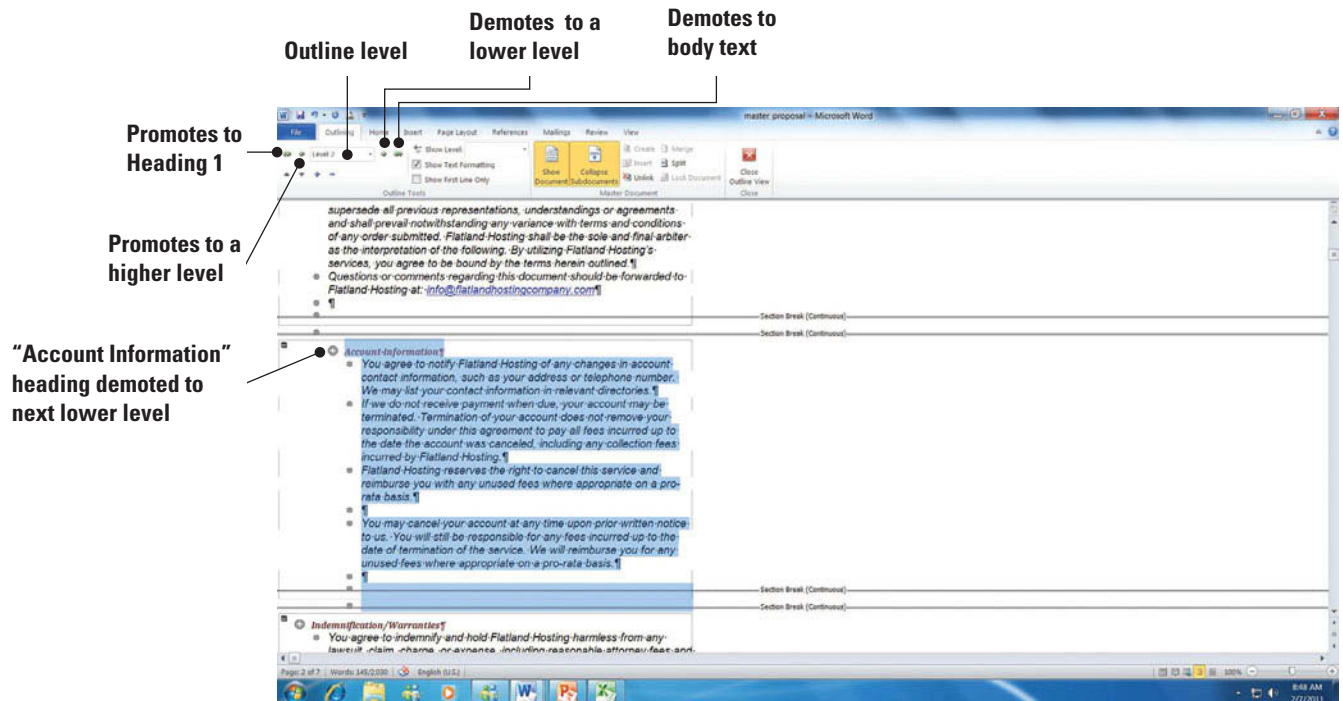 Demotes to a
lower level
Demotes to
body text
Outline level
Promotes to
Heading 1
Promotes to a
higher level
“Account Information”
heading demoted to
next lower level
master proposal - Microsoft Word
File Outlining Home Insert Page Layout References Mailings Review View
Level 2
Show Level:
Show Text Formatting
Show First Line Only
Outline Tools
Show Document
Collapse Subdocuments
Create Merge
Insert Split
Unlink Lock Document
Master Document
Close Outline View
Close
supersede all previous representations, understandings or agreements
and shall prevail notwithstanding any variance with terms and conditions
of any order submitted. Flatland Hosting shall be the sole and final arbiter
as the interpretation of the following. By utilizing Flatland Hosting's
services, you agree to be bound by the terms herein outlined.¶
Questions or comments regarding this document should be forwarded to
Flatland Hosting at: info@flatlandhostingcompany.com¶
¶
Section Break (Continuous)
Section Break (Continuous)
Account Information¶
You agree to notify Flatland Hosting of any changes in account
contact information, such as your address or telephone number.
We may list your contact information in relevant directories.¶
If we do not receive payment when due, your account may be
terminated. Termination of your account does not remove your
responsibility under this agreement to pay all fees incurred up to
the date the account was canceled, including any collection fees
incurred by Flatland Hosting.¶
Flatland Hosting reserves the right to cancel this service and
reimburse you with any unused fees where appropriate on a pro-
rata basis.¶
¶
You may cancel your account at any time upon prior written notice
to us. You will still be responsible for any fees incurred up to the
date of termination of the service. We will reimburse you for any
unused fees where appropriate on a pro-rata basis.¶
¶
Section Break (Continuous)
Section Break (Continuous)
Indemnification/Warranties¶
You agree to indemnify and hold Flatland Hosting harmless from any
lawsuit, claim, charge, or expense, including reasonable attorney fees and
Page: 2 of 7 Words: 145/2,030 English (U.S.) 100%
8:48 AM
2/7/2011